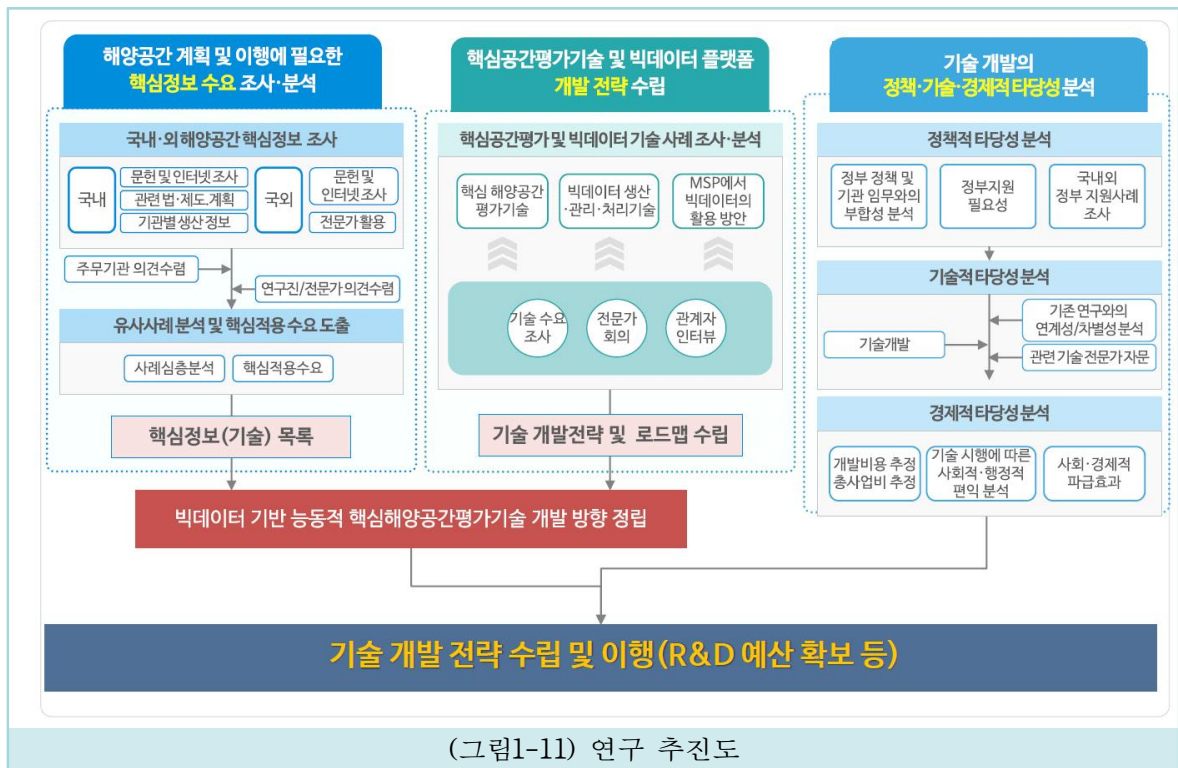 해양공간 계획 및 이행에 필요한
핵심정보 수요 조사·분석
국내·외 해양공간 핵심정보 조사
국내
문헌 및 인터넷 조사
관련 법·제도.계획
기관별 생산 정보
국외
문헌 및
인터넷 조사
전문가 활용
주무기관 의견수렴
연구진/전문가 의견수렴
유사사례 분석 및 핵심적용 수요 도출
사례심층분석
핵심적용수요
핵심정보(기술) 목록
핵심공간평가기술 및 빅데이터 플랫폼
개발 전략 수립
핵심공간평가 및 빅데이터 기술 사례 조사·분석
핵심 해양공간
평가기술
빅데이터 생산
·관리·처리기술
MSP에서
빅데이터의
활용 방안
기술 수요
조사
전문가
회의
관계자
인터뷰
기술 개발전략 및 로드맵 수립
기술 개발의
정책·기술·경제적 타당성 분석
정책적 타당성 분석
정부 정책 및
기관 임무와의
부합성 분석
정부지원
필요성
국내외
정부 지원사례
조사
기술적 타당성 분석
기존 연구와의
연계성/차별성 분석
기술개발
관련 기술 전문가 자문
경제적 타당성 분석
개발비용 추정
총사업비 추정
기술 시행에 따른
사회적·행정적
편익 분석
사회·경제적
파급효과
빅데이터 기반 능동적 핵심해양공간평가기술 개발 방향 정립
기술 개발 전략 수립 및 이행(R&D 예산 확보 등)
(그림1-11) 연구 추진도